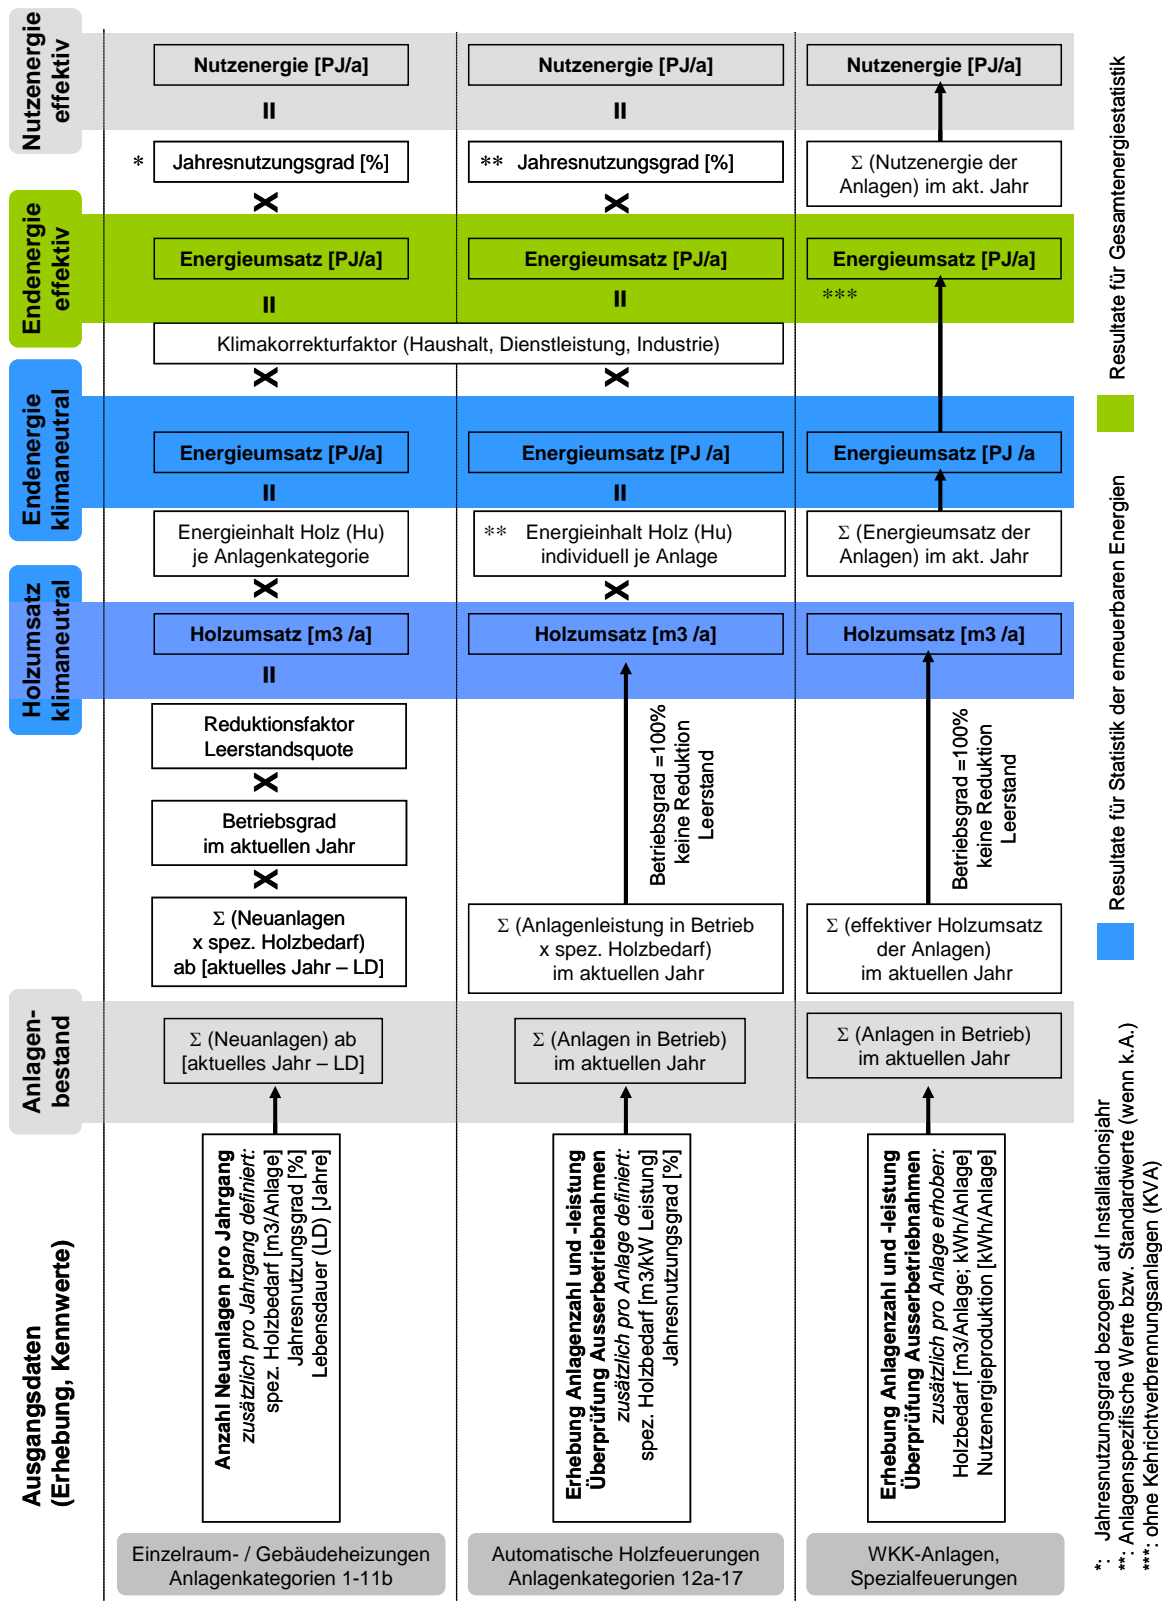 Nutzenergie
effektiv
Nutzenergie [PJ/a]
Nutzenergie [PJ/a]
Nutzenergie [PJ/a]
=
=
* Jahresnutzungsgrad [%]
** Jahresnutzungsgrad [%]
Σ (Nutzenergie der
Anlagen) im akt. Jahr
X
X
Endenergie
effektiv
Energieumsatz [PJ/a]
Energieumsatz [PJ/a]
Energieumsatz [PJ/a]
***
=
=
Klimakorrekturfaktor (Haushalt, Dienstleistung, Industrie)
X
X
Endenergie
klimaneutral
Energieumsatz [PJ/a]
Energieumsatz [PJ /a]
Energieumsatz [PJ /a
=
=
Energieinhalt Holz (Hu)
je Anlagenkategorie
** Energieinhalt Holz (Hu)
individuell je Anlage
Σ (Energieumsatz der
Anlagen) im akt. Jahr
X
X
Holzumsatz
klimaneutral
Holzumsatz [m3 /a]
Holzumsatz [m3 /a]
Holzumsatz [m3 /a]
=
Reduktionsfaktor
Leerstandsquote
X
Betriebsgrad
im aktuellen Jahr
X
Σ (Neuanlagen
x spez. Holzbedarf)
ab [aktuelles Jahr – LD]
Betriebsgrad =100%
keine Reduktion
Leerstand
Σ (Anlagenleistung in Betrieb
x spez. Holzbedarf)
im aktuellen Jahr
Betriebsgrad =100%
keine Reduktion
Leerstand
Σ (effektiver Holzumsatz
der Anlagen)
im aktuellen Jahr
Anlagen-
bestand
Σ (Neuanlagen) ab
[aktuelles Jahr – LD]
Σ (Anlagen in Betrieb)
im aktuellen Jahr
Σ (Anlagen in Betrieb)
im aktuellen Jahr
Ausgangsdaten
(Erhebung, Kennwerte)
Anzahl Neuanlagen pro Jahrgang
zusätzlich pro Jahrgang definiert:
spez. Holzbedarf [m3/Anlage]
Jahresnutzungsgrad [%]
Lebensdauer (LD) [Jahre]
Erhebung Anlagenzahl und -leistung
Überprüfung Ausserbetriebnahmen
zusätzlich pro Anlage definiert:
spez. Holzbedarf [m3/kW Leistung]
Jahresnutzungsgrad [%]
Erhebung Anlagenzahl und -leistung
Überprüfung Ausserbetriebnahmen
zusätzlich pro Anlage erhoben:
Holzbedarf [m3/Anlage; kWh/Anlage]
Nutzenergieproduktion [kWh/Anlage]
Einzelraum- / Gebäudeheizungen
Anlagenkategorien 1-11b
Automatische Holzfeuerungen
Anlagenkategorien 12a-17
WKK-Anlagen,
Spezialfeuerungen
Resultate für Gesamtenergiestatistik
Resultate für Statistik der erneuerbaren Energien
*: Jahresnutzungsgrad bezogen auf Installationsjahr
**: Anlagenspezifische Werte bzw. Standardwerte (wenn k.A.)
***: ohne Kehrichtverbrennungsanlagen (KVA)